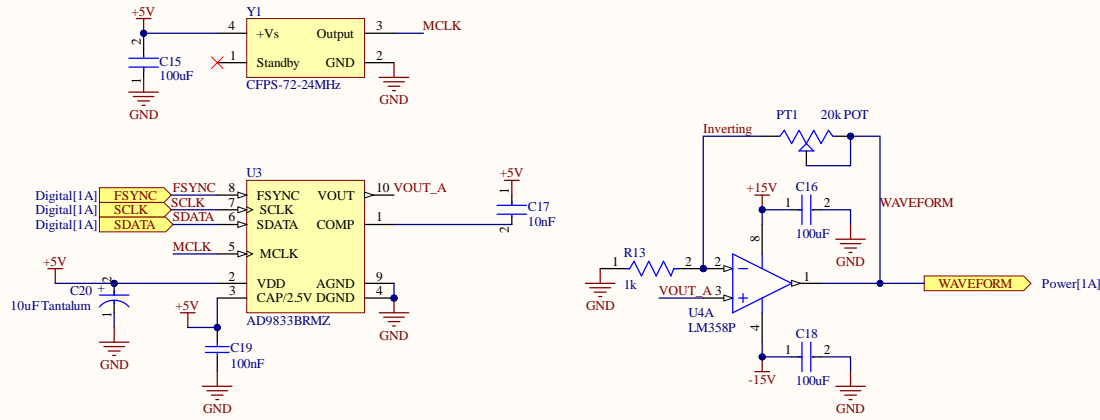 +5V
Y1
4 +Vs Output 3 MCLK
2
1 Standby GND 2
C15
100uF
1
CFPS-72-24MHz
GND
GND
PT1 20k POT
Inverting
U3
+5V
Digital[1A] FSYNC FSYNC 8 FSYNC VOUT 10 VOUT_A
1
C17
Digital[1A] SCLK SCLK 7 SCLK
10nF
Digital[1A] SDATA SDATA 6 SDATA COMP 1
2
+15V
C16
1 2
WAVEFORM
100uF
8
GND
MCLK 5 MCLK
R13
1 2 2 −
1k
GND
VOUT_A 3 +
1
WAVEFORM Power[1A]
U4A
LM358P
4
+5V
2 VDD AGND 9
2
C20 +
10uF Tantalum
1
3 CAP/2.5V DGND 4
+5V
AD9833BRMZ
GND
GND
C19
100nF
GND
C18
1 2
100uF
-15V
GND